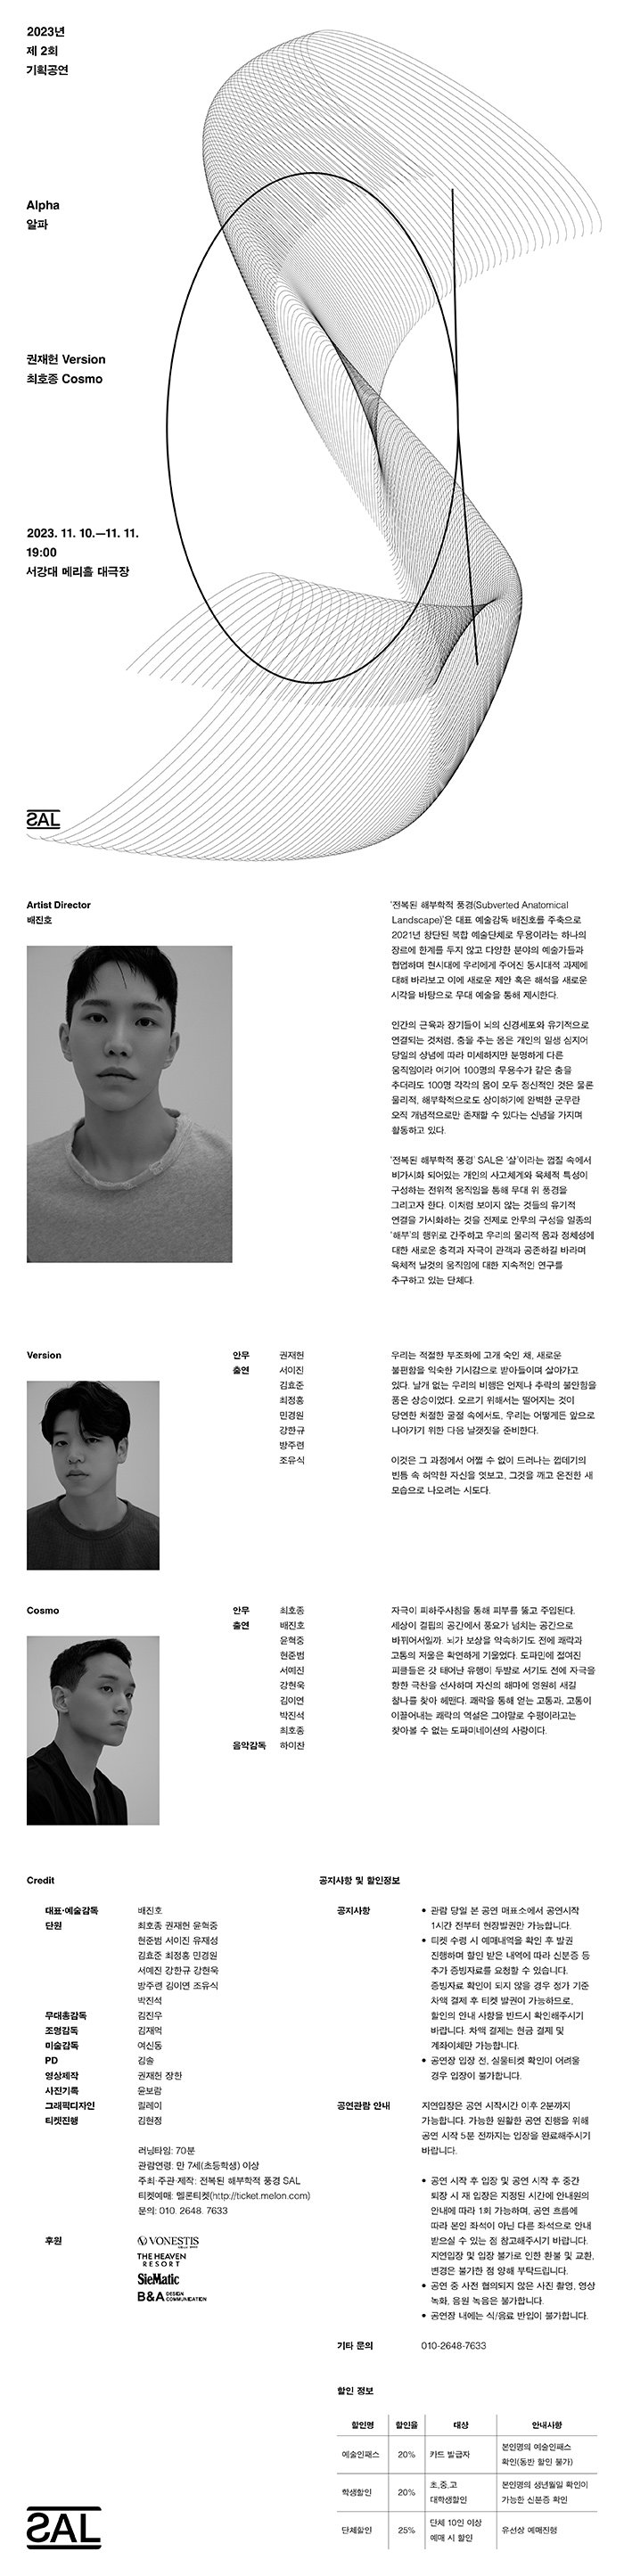 2023년
제 2회
기획공연
Alpha
알파
권재헌 Version
최호종 Cosmo
2023. 11. 10.—11. 11.
19:00
서강대 메리홀 대극장
SAL
Artist Director
배진호
'전복된 해부학적 풍경(Subverted Anatomical
Landscape)'은 대표 예술감독 배진호를 주축으로
2021년 창단된 복합 예술단체로 무용이라는 하나의
장르에 한계를 두지 않고 다양한 분야의 예술가들과
협업하며 현시대에 우리에게 주어진 동시대적 과제에
대해 바라보고 이에 새로운 제안 혹은 해석을 새로운
시각을 바탕으로 무대 예술을 통해 제시한다.
인간의 근육과 장기들이 뇌의 신경세포와 유기적으로
연결되는 것처럼, 춤을 추는 몸은 개인의 일생 심지어
당일의 상념에 따라 미세하지만 분명하게 다른
움직임이라 여기어 100명의 무용수가 같은 춤을
추더라도 100명 각각의 몸이 모두 정신적인 것은 물론
물리적, 해부학적으로도 상이하기에 완벽한 군무란
오직 개념적으로만 존재할 수 있다는 신념을 가지며
활동하고 있다.
'전복된 해부학적 풍경' SAL은 '살'이라는 껍질 속에서
비가시화 되어있는 개인의 사고체계와 육체적 특성이
구성하는 전위적 움직임을 통해 무대 위 풍경을
그리고자 한다. 이처럼 보이지 않는 것들의 유기적
연결을 가시화하는 것을 전제로 안무의 구성을 일종의
'해부'의 행위로 간주하고 우리의 물리적 몸과 정체성에
대한 새로운 충격과 자극이 관객과 공존하길 바라며
육체적 날것의 움직임에 대한 지속적인 연구를
추구하고 있는 단체다.
Version
안무 권재헌
출연 서이진
김효준
최정홍
민경원
강한규
방주련
조유식
우리는 적절한 부조화에 고개 숙인 채, 새로운
불편함을 익숙한 기시감으로 받아들이며 살아가고
있다. 날개 없는 우리의 비행은 언제나 추락의 불안함을
품은 상승이었다. 오르기 위해서는 떨어지는 것이
당연한 처절한 굴절 속에서도, 우리는 어떻게든 앞으로
나아가기 위한 다음 날갯짓을 준비한다.
이것은 그 과정에서 어쩔 수 없이 드러나는 껍데기의
빈틈 속 허약한 자신을 엿보고, 그것을 깨고 온전한 새
모습으로 나오려는 시도다.
Cosmo
안무 최호종
출연 배진호
윤혁중
현준범
서예진
강현욱
김이연
박진석
최호종
음악감독 하이찬
자극이 피하주사침을 통해 피부를 뚫고 주입된다.
세상이 결핍의 공간에서 풍요가 넘치는 공간으로
바뀌어서일까. 뇌가 보상을 약속하기도 전에 쾌락과
고통의 저울은 확연하게 기울었다. 도파민에 절여진
피클들은 갓 태어난 유행이 두발로 서기도 전에 자극을
향한 극찬을 선사하며 자신의 해마에 영원히 새길
찰나를 찾아 헤맨다. 쾌락을 통해 얻는 고통과, 고통이
이끌어내는 쾌락의 역설은 그야말로 수평이라고는
찾아볼 수 없는 도파미네이션의 사랑이다.
Credit
대표·예술감독 배진호
단원 최호종 권재헌 윤혁중
현준범 서이진 유재성
김효준 최정홍 민경원
서예진 강한규 강현욱
방주련 김이연 조유식
박진석
무대총감독 김진우
조명감독 김재억
미술감독 여신동
PD 김솔
영상제작 권재헌 장한
사진기록 윤보람
그래픽디자인 릴레이
티켓진행 김현정
러닝타임: 70분
관람연령: 만 7세(초등학생) 이상
주최·주관·제작: 전복된 해부학적 풍경 SAL
티켓예매: 멜론티켓(http://ticket.melon.com)
문의: 010. 2648. 7633
후원
VONESTIS
THE HEAVEN
RESORT
SieMatic
B&A DESIGN COMMUNICATION
공지사항 및 할인정보
공지사항
• 관람 당일 본 공연 매표소에서 공연시작
1시간 전부터 현장발권만 가능합니다.
• 티켓 수령 시 예매내역을 확인 후 발권
진행하며 할인 받은 내역에 따라 신분증 등
추가 증빙자료를 요청할 수 있습니다.
증빙자료 확인이 되지 않을 경우 정가 기준
차액 결제 후 티켓 발권이 가능하므로,
할인의 안내 사항을 반드시 확인해주시기
바랍니다. 차액 결제는 현금 결제 및
계좌이체만 가능합니다.
• 공연장 입장 전, 실물티켓 확인이 어려울
경우 입장이 불가합니다.
공연관람 안내
지연입장은 공연 시작시간 이후 2분까지
가능합니다. 가능한 원활한 공연 진행을 위해
공연 시작 5분 전까지는 입장을 완료해주시기
바랍니다.
• 공연 시작 후 입장 및 공연 시작 후 중간
퇴장 시 재 입장은 지정된 시간에 안내원의
안내에 따라 1회 가능하며, 공연 흐름에
따라 본인 좌석이 아닌 다른 좌석으로 안내
받으실 수 있는 점 참고해주시기 바랍니다.
지연입장 및 입장 불가로 인한 환불 및 교환,
변경은 불가한 점 양해 부탁드립니다.
• 공연 중 사전 협의되지 않은 사진 촬영, 영상
녹화, 음원 녹음은 불가합니다.
• 공연장 내에는 식/음료 반입이 불가합니다.
기타 문의 010-2648-7633
할인 정보
할인명 할인율 대상 안내사항
예술인패스 20% 카드 발급자 본인명의 예술인패스
확인(동반 할인 불가)
학생할인 20% 초,중,고
대학생할인 본인명의 생년월일 확인이
가능한 신분증 확인
단체할인 25% 단체 10인 이상
예매 시 할인 유선상 예매진행
SAL